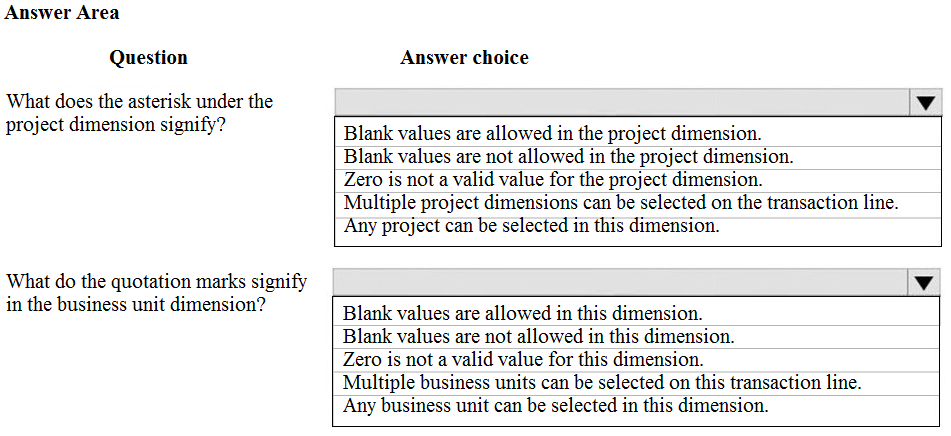 Answer Area
Question Answer choice
What does the asterisk under the
project dimension signify?
Blank values are allowed in the project dimension.
Blank values are not allowed in the project dimension.
Zero is not a valid value for the project dimension.
Multiple project dimensions can be selected on the transaction line.
Any project can be selected in this dimension.
What do the quotation marks signify
in the business unit dimension?
Blank values are allowed in this dimension.
Blank values are not allowed in this dimension.
Zero is not a valid value for this dimension.
Multiple business units can be selected on this transaction line.
Any business unit can be selected in this dimension.